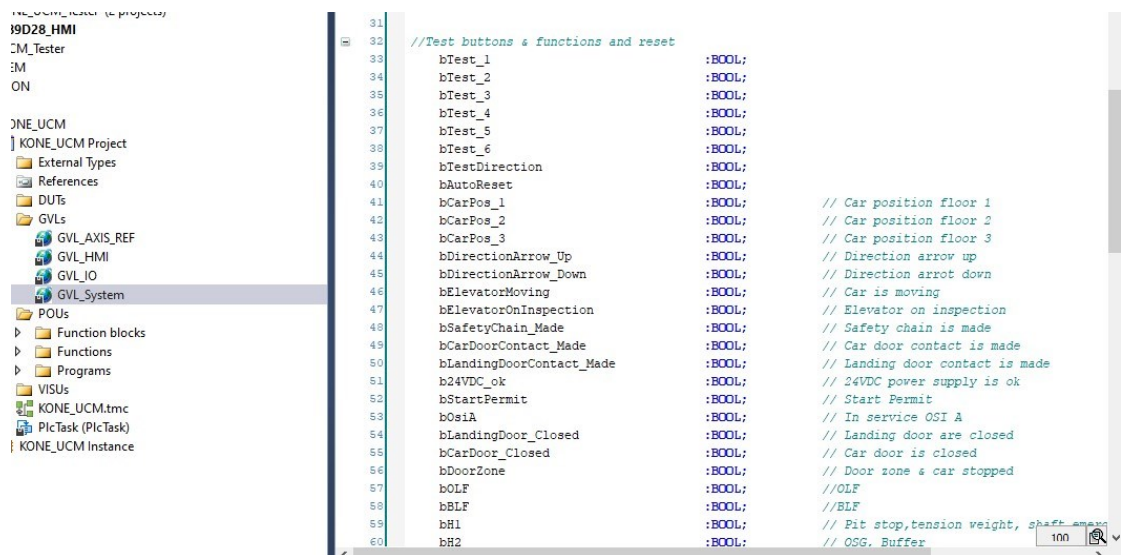 39D28_HMI
CM_Tester
EM
ION
ONE_UCM
KONE_UCM Project
External Types
References
DUTs
GVLs
GVL_AXIS_REF
GVL_HMI
GVL_IO
GVL_System
POUs
Function blocks
Functions
Programs
VISUs
KONE_UCM.tmc
PlcTask (PlcTask)
KONE_UCM Instance
31
32 //Test buttons & functions and reset
33 bTest_1 :BOOL;
34 bTest_2 :BOOL;
35 bTest_3 :BOOL;
36 bTest_4 :BOOL;
37 bTest_5 :BOOL;
38 bTest_6 :BOOL;
39 bTestDirection :BOOL;
40 bAutoReset :BOOL;
41 bCarPos_1 :BOOL; // Car position floor 1
42 bCarPos_2 :BOOL; // Car position floor 2
43 bCarPos_3 :BOOL; // Car position floor 3
44 bDirectionArrow_Up :BOOL; // Direction arrow up
45 bDirectionArrow_Down :BOOL; // Direction arrot down
46 bElevatorMoving :BOOL; // Car is moving
47 bElevatorOnInspection :BOOL; // Elevator on inspection
48 bSafetyChain_Made :BOOL; // Safety chain is made
49 bCarDoorContact_Made :BOOL; // Car door contact is made
50 bLandingDoorContact_Made :BOOL; // Landing door contact is made
51 b24VDC_ok :BOOL; // 24VDC power supply is ok
52 bStartPermit :BOOL; // Start Permit
53 bOsiA :BOOL; // In service OSI A
54 bLandingDoor_Closed :BOOL; // Landing door are closed
55 bCarDoor_Closed :BOOL; // Car door is closed
56 bDoorZone :BOOL; // Door zone & car stopped
57 bOLF :BOOL; //OLF
58 bBLF :BOOL; //BLF
59 bH1 :BOOL; // Pit stop,tension weight, shaft emerg
60 bH2 :BOOL; // OSG, Buffer
100